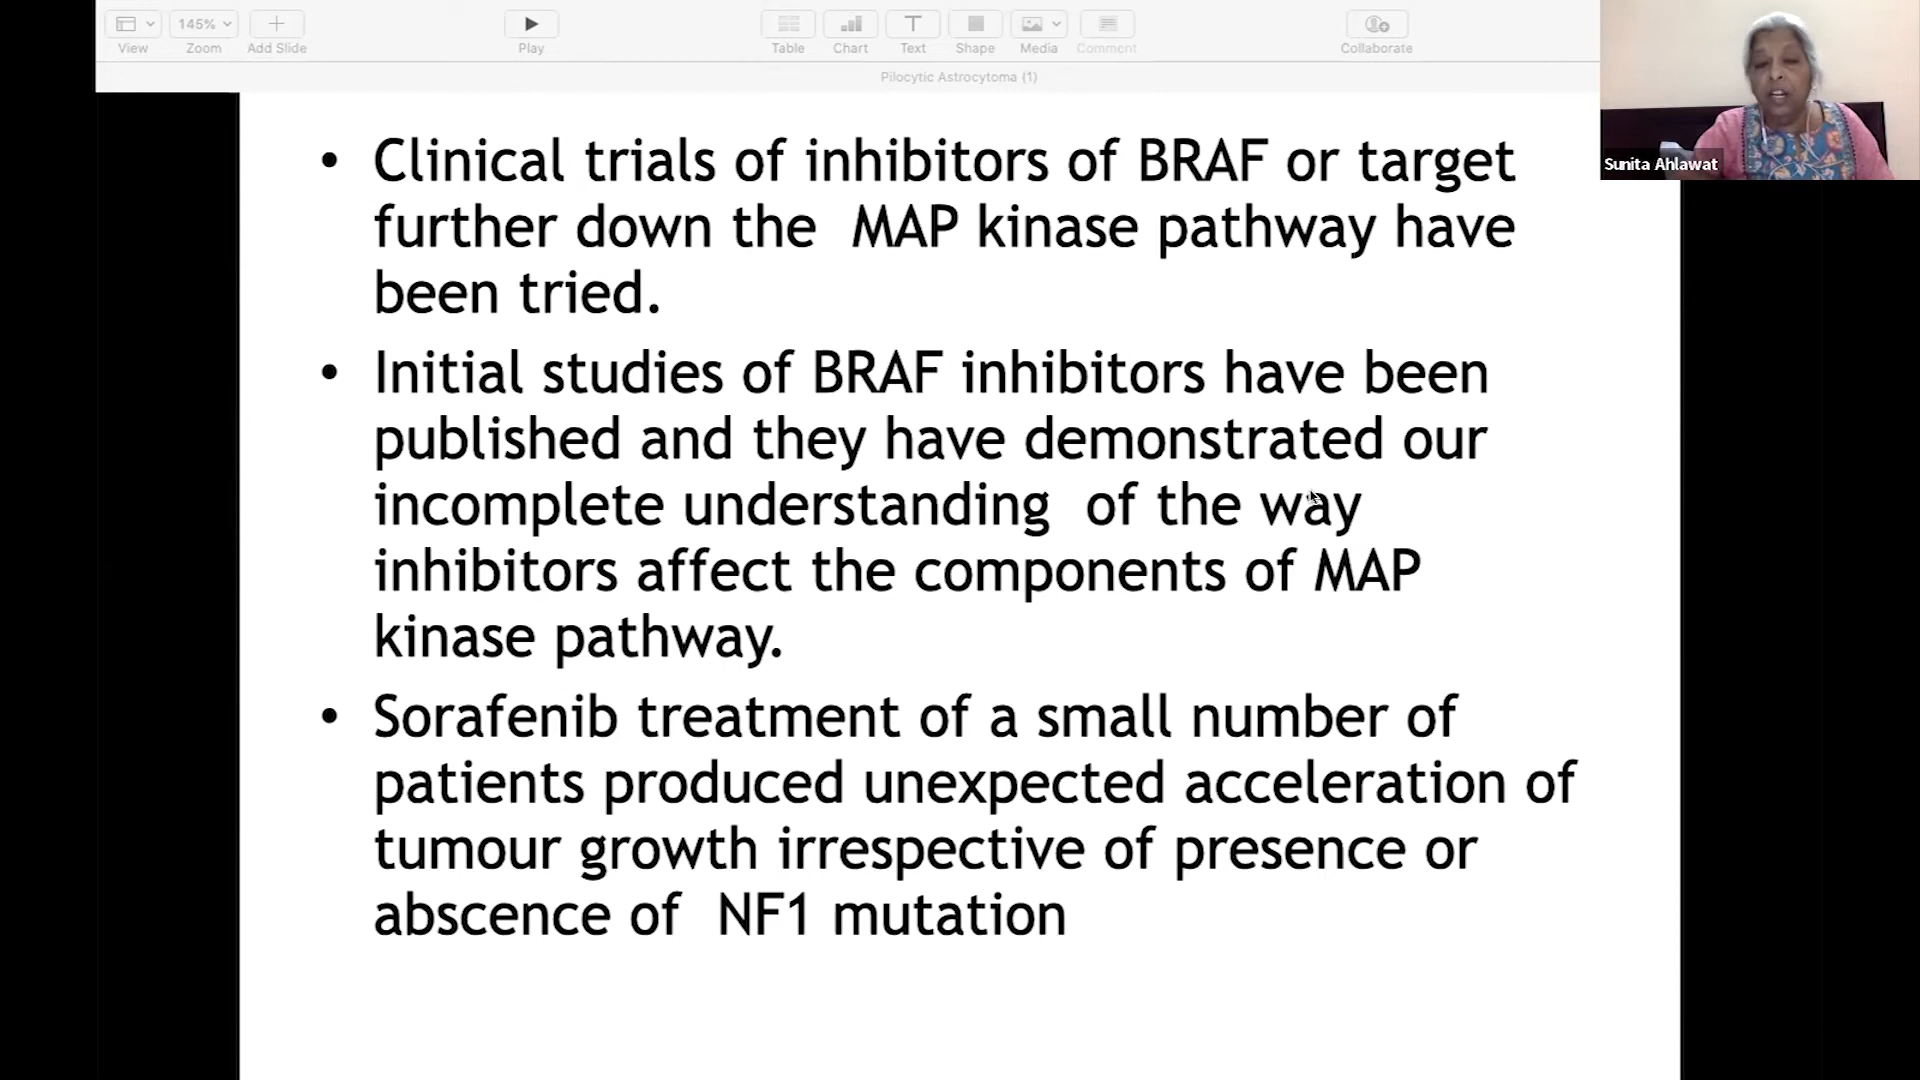 145%
View Zoom Add Slide Play Table Chart Text Shape Media Comment Collaborate
Pilocytic Astrocytoma (1)
Sunita Ahlawat
• Clinical trials of inhibitors of BRAF or target
further down the MAP kinase pathway have
been tried.
• Initial studies of BRAF inhibitors have been
published and they have demonstrated our
incomplete understanding of the way
inhibitors affect the components of MAP
kinase pathway.
• Sorafenib treatment of a small number of
patients produced unexpected acceleration of
tumour growth irrespective of presence or
abscence of NF1 mutation